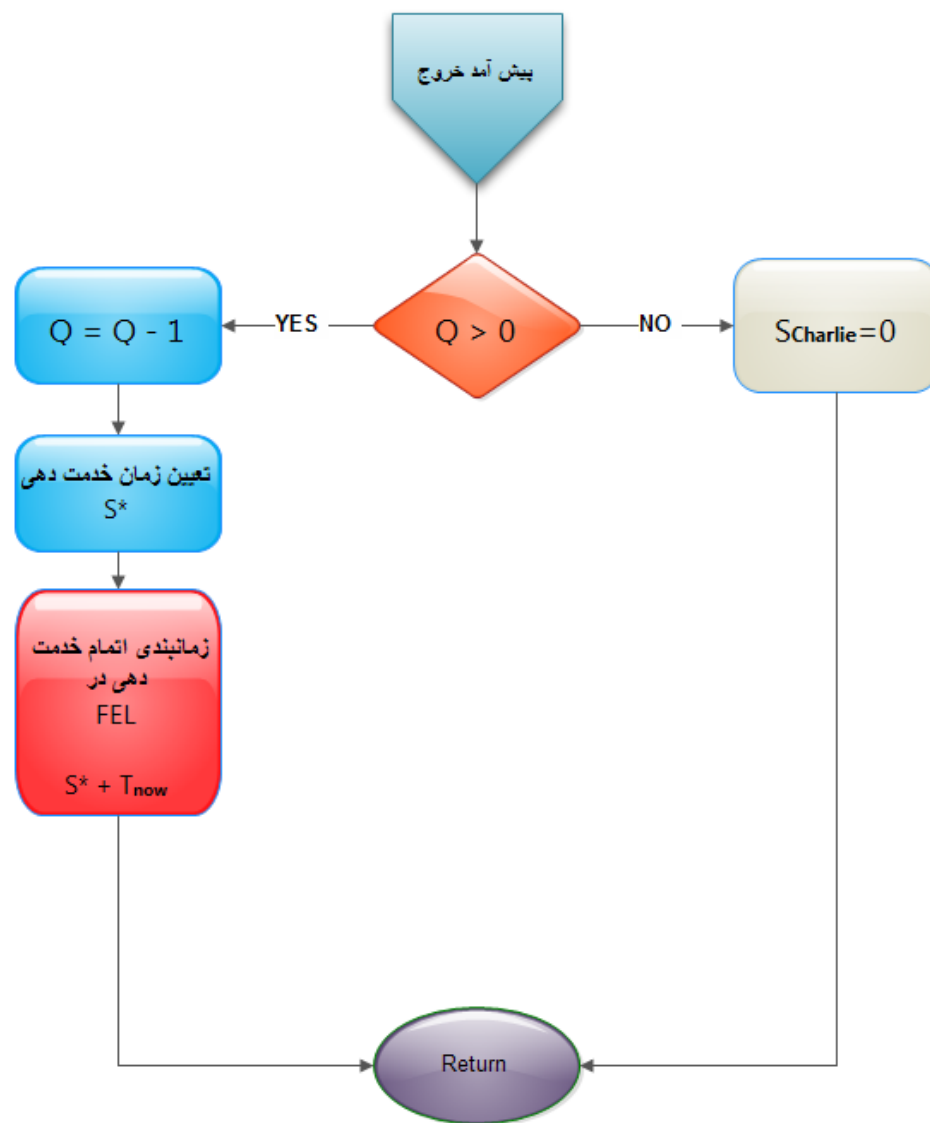 پیش آمد خروج
Q > 0
YES
NO
Q = Q - 1
SCharlie=0
تعیین زمان خدمت دهی
S*
زمانبندی اتمام خدمت
دهی در
FEL
S* + Tnow
Return